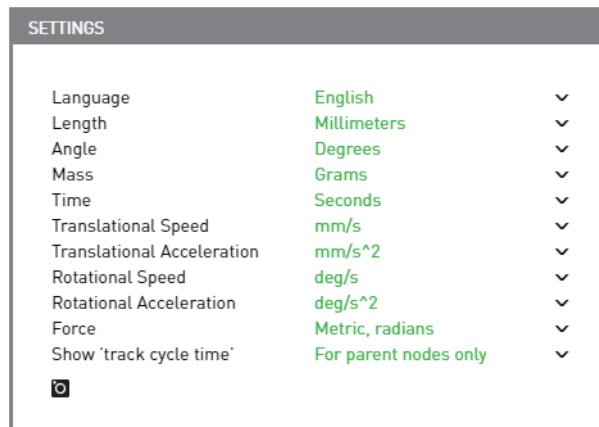 SETTINGS
Language English
Length Millimeters
Angle Degrees
Mass Grams
Time Seconds
Translational Speed mm/s
Translational Acceleration mm/s^2
Rotational Speed deg/s
Rotational Acceleration deg/s^2
Force Metric, radians
Show 'track cycle time' For parent nodes only